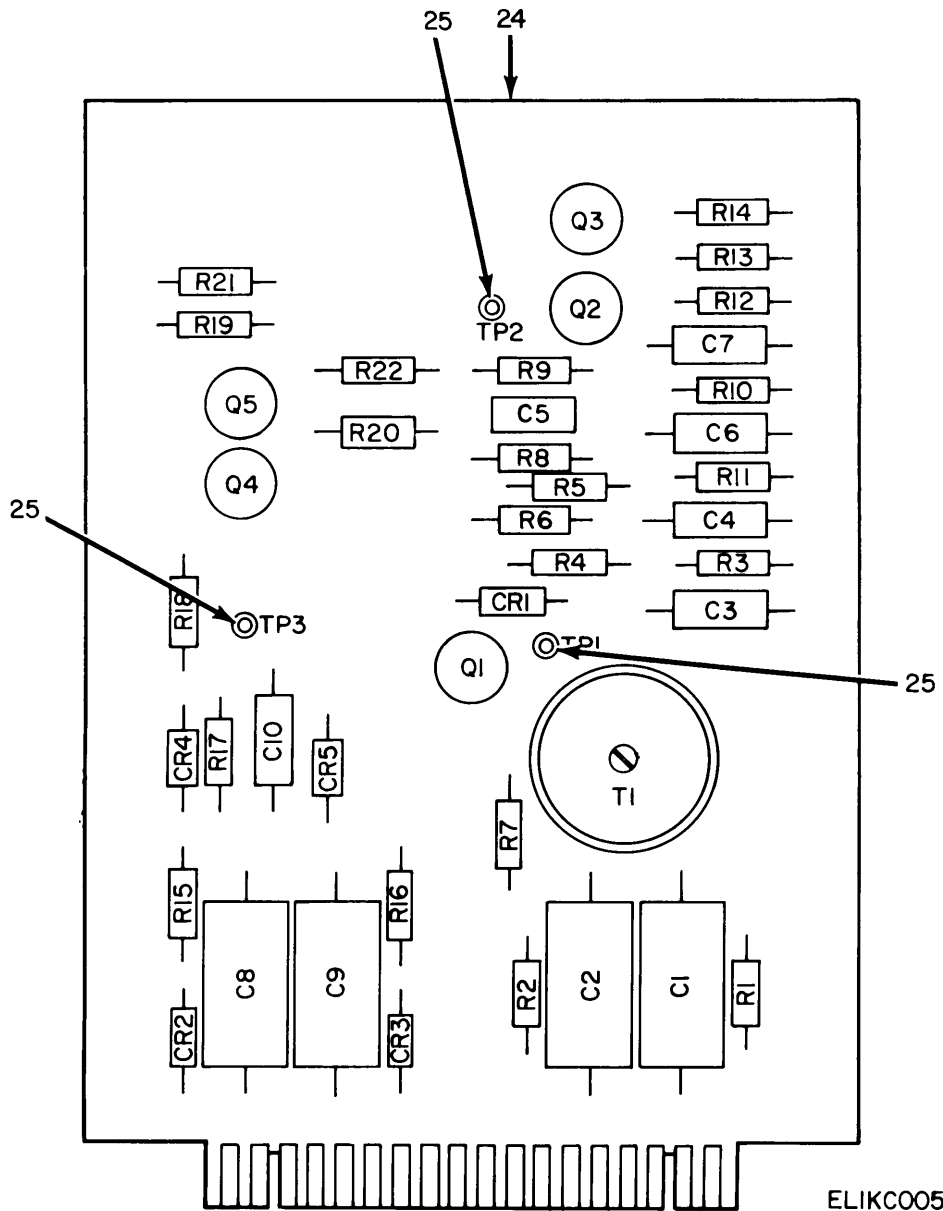 25 24
Q3 R14
R13
R21 Q2 R12
R19 TP2 C7
R22 R9 R10
Q5 C5
R20 C6
R8 R11
Q4 R5
25 R6 C4
R4 R3
R18 CR1 C3
TP3 TP1
Q1 25
CR4 R17 C10 CR5
T1
R7
R15 R16
C8 C9 R2 C2 C1 R1
CR2 CR3
ELIKC005